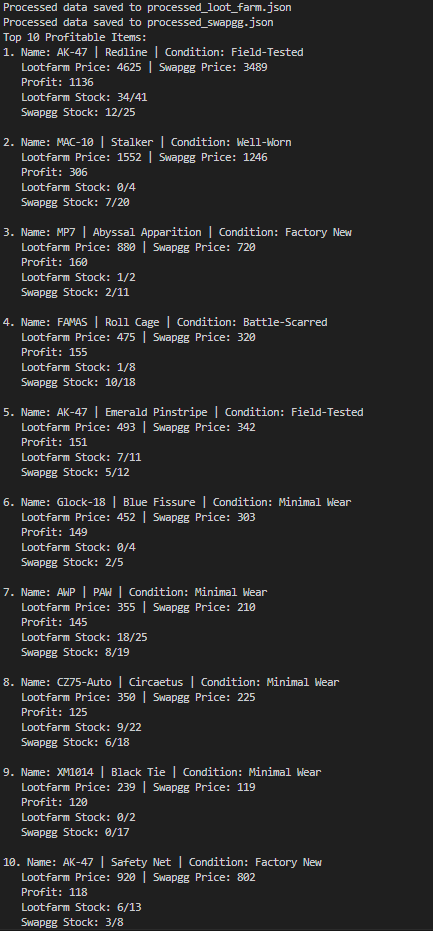 Processed data saved to processed_loot_farm.json
Processed data saved to processed_swapgg.json
Top 10 Profitable Items:
1. Name: AK-47 | Redline | Condition: Field-Tested
Lootfarm Price: 4625 | Swapgg Price: 3489
Profit: 1136
Lootfarm Stock: 34/41
Swapgg Stock: 12/25
2. Name: MAC-10 | Stalker | Condition: Well-Worn
Lootfarm Price: 1552 | Swapgg Price: 1246
Profit: 306
Lootfarm Stock: 0/4
Swapgg Stock: 7/20
3. Name: MP7 | Abyssal Apparition | Condition: Factory New
Lootfarm Price: 880 | Swapgg Price: 720
Profit: 160
Lootfarm Stock: 1/2
Swapgg Stock: 2/11
4. Name: FAMAS | Roll Cage | Condition: Battle-Scarred
Lootfarm Price: 475 | Swapgg Price: 320
Profit: 155
Lootfarm Stock: 1/8
Swapgg Stock: 10/18
5. Name: AK-47 | Emerald Pinstripe | Condition: Field-Tested
Lootfarm Price: 493 | Swapgg Price: 342
Profit: 151
Lootfarm Stock: 7/11
Swapgg Stock: 5/12
6. Name: Glock-18 | Blue Fissure | Condition: Minimal Wear
Lootfarm Price: 452 | Swapgg Price: 303
Profit: 149
Lootfarm Stock: 0/4
Swapgg Stock: 2/5
7. Name: AWP | PAW | Condition: Minimal Wear
Lootfarm Price: 355 | Swapgg Price: 210
Profit: 145
Lootfarm Stock: 18/25
Swapgg Stock: 8/19
8. Name: CZ75-Auto | Circaetus | Condition: Minimal Wear
Lootfarm Price: 350 | Swapgg Price: 225
Profit: 125
Lootfarm Stock: 9/22
Swapgg Stock: 6/18
9. Name: XM1014 | Black Tie | Condition: Minimal Wear
Lootfarm Price: 239 | Swapgg Price: 119
Profit: 120
Lootfarm Stock: 0/2
Swapgg Stock: 0/17
10. Name: AK-47 | Safety Net | Condition: Factory New
Lootfarm Price: 920 | Swapgg Price: 802
Profit: 118
Lootfarm Stock: 6/13
Swapgg Stock: 3/8